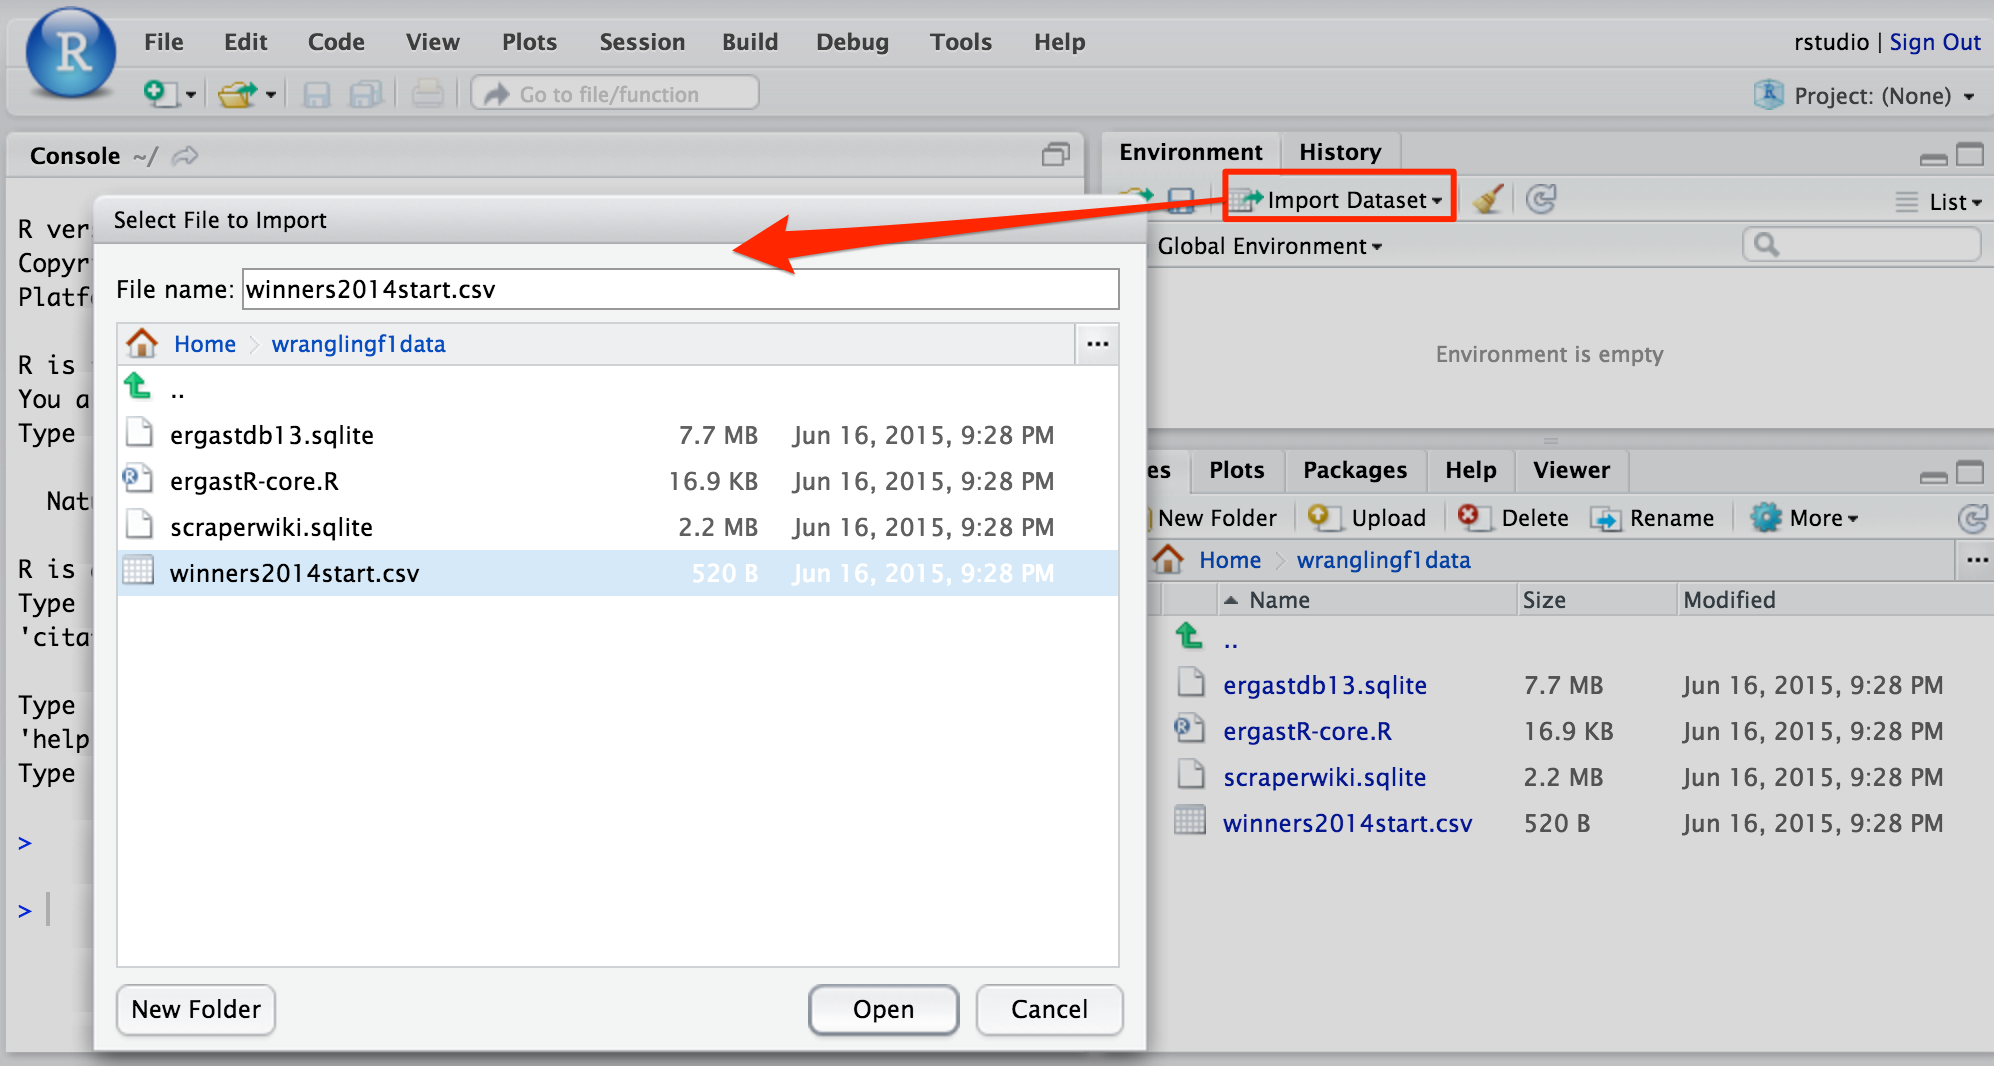 R
File Edit Code View Plots Session Build Debug Tools Help
rstudio | Sign Out
Go to file/function
Project: (None)
Console ~/
R ver
Copyr
Platf
R is
You a
Type
Nat
R is
Type
'cita
Type
'help
Type
>
>
Select File to Import
File name: winners2014start.csv
Home wranglingf1data ...
..
ergastdb13.sqlite 7.7 MB Jun 16, 2015, 9:28 PM
ergastR-core.R 16.9 KB Jun 16, 2015, 9:28 PM
scraperwiki.sqlite 2.2 MB Jun 16, 2015, 9:28 PM
winners2014start.csv 520 B Jun 16, 2015, 9:28 PM
New Folder Open Cancel
Environment History
Import Dataset List
Global Environment
Environment is empty
es Plots Packages Help Viewer
New Folder Upload Delete Rename More
Home wranglingf1data ...
Name Size Modified
..
ergastdb13.sqlite 7.7 MB Jun 16, 2015, 9:28 PM
ergastR-core.R 16.9 KB Jun 16, 2015, 9:28 PM
scraperwiki.sqlite 2.2 MB Jun 16, 2015, 9:28 PM
winners2014start.csv 520 B Jun 16, 2015, 9:28 PM